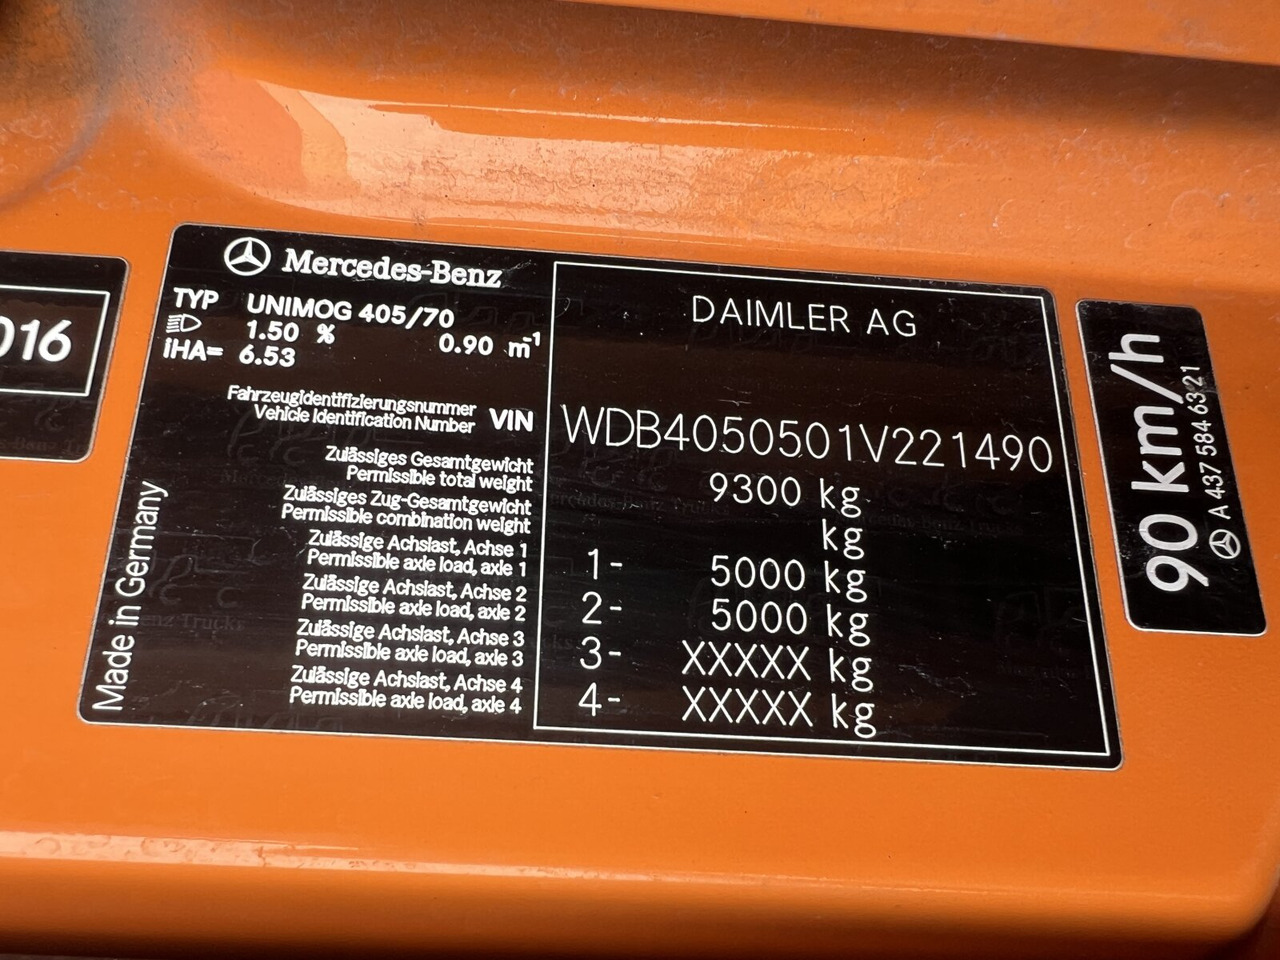 016
Mercedes-Benz
TYP UNIMOG 405/70
1.50 % 0.90 m⁻¹
iHA= 6.53
DAIMLER AG
Fahrzeugidentifizierungsnummer
Vehicle Identification Number VIN WDB4050501V221490
Zulässiges Gesamtgewicht
Permissible total weight 9300 kg
Zulässiges Zug-Gesamtgewicht
Permissible combination weight kg
Zulässige Achslast, Achse 1
Permissible axle load, axle 1 1- 5000 kg
Zulässige Achslast, Achse 2
Permissible axle load, axle 2 2- 5000 kg
Zulässige Achslast, Achse 3
Permissible axle load, axle 3 3- XXXXX kg
Zulässige Achslast, Achse 4
Permissible axle load, axle 4 4- XXXXX kg
Made in Germany
90 km/h
A 437 584 63 21